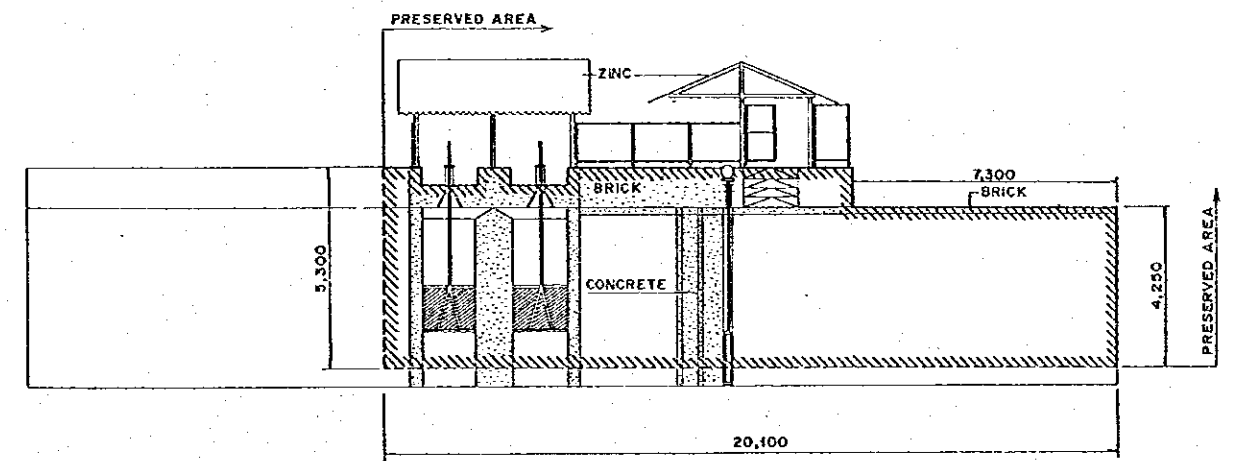 PRESERVED AREA
ZINC
7,300
BRICK
BRICK
5,300
CONCRETE
4,250
PRESERVED AREA
20,100